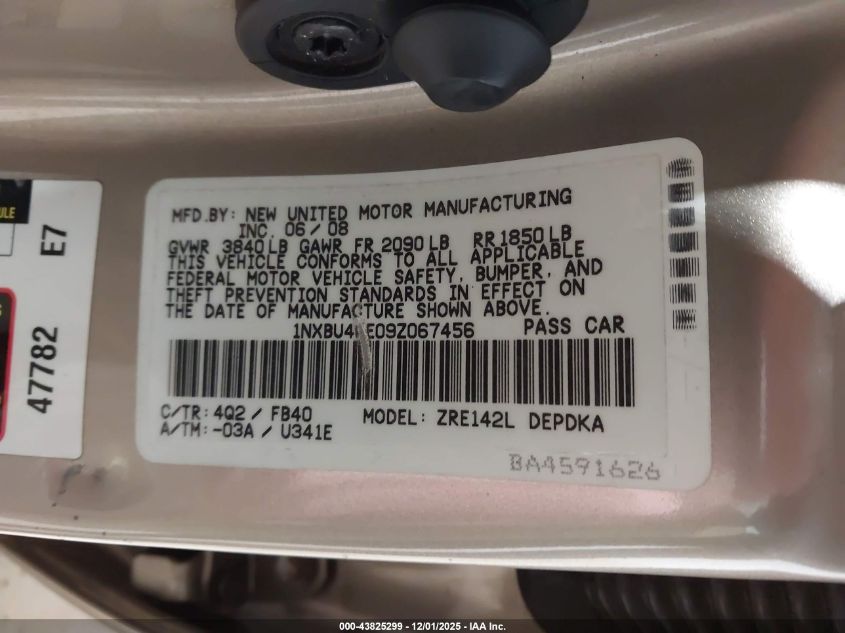 E7
47782
MFD.BY: NEW UNITED MOTOR MANUFACTURING
INC. 06 / 08
GVWR 3840 LB GAWR FR 2090 LB RR 1850 LB
THIS VEHICLE CONFORMS TO ALL APPLICABLE
FEDERAL MOTOR VEHICLE SAFETY, BUMPER, AND
THEFT PREVENTION STANDARDS IN EFFECT ON
THE DATE OF MANUFACTURE SHOWN ABOVE.
PASS CAR
C/TR: 4Q2 / FB40 MODEL: ZRE142L DEPDKA
A/TM: -03A / U341E
BA4591626
000-43825299 - 12/01/2025 - IAA Inc.